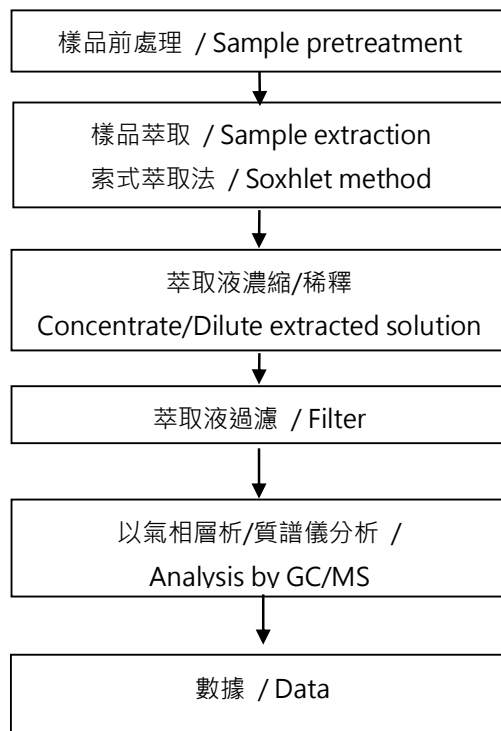 樣品前處理 / Sample pretreatment
樣品萃取 / Sample extraction
索式萃取法 / Soxhlet method
萃取液濃縮/稀釋
Concentrate/Dilute extracted solution
萃取液過濾 / Filter
以氣相層析/質譜儀分析 /
Analysis by GC/MS
數據 / Data